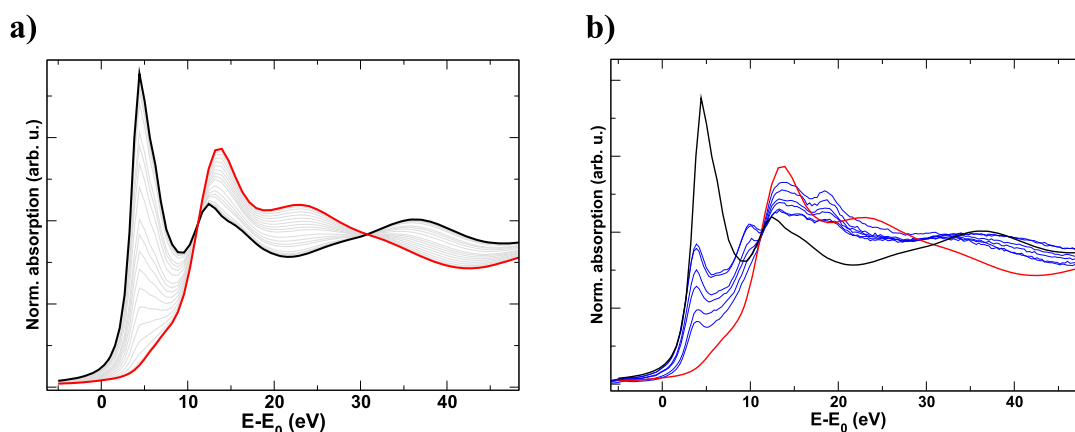 a)
Norm. absorption (arb. u.)
0 10 20 30 40
E-E0 (eV)
b)
Norm. absorption (arb. u.)
0 10 20 30 40
E-E0 (eV)